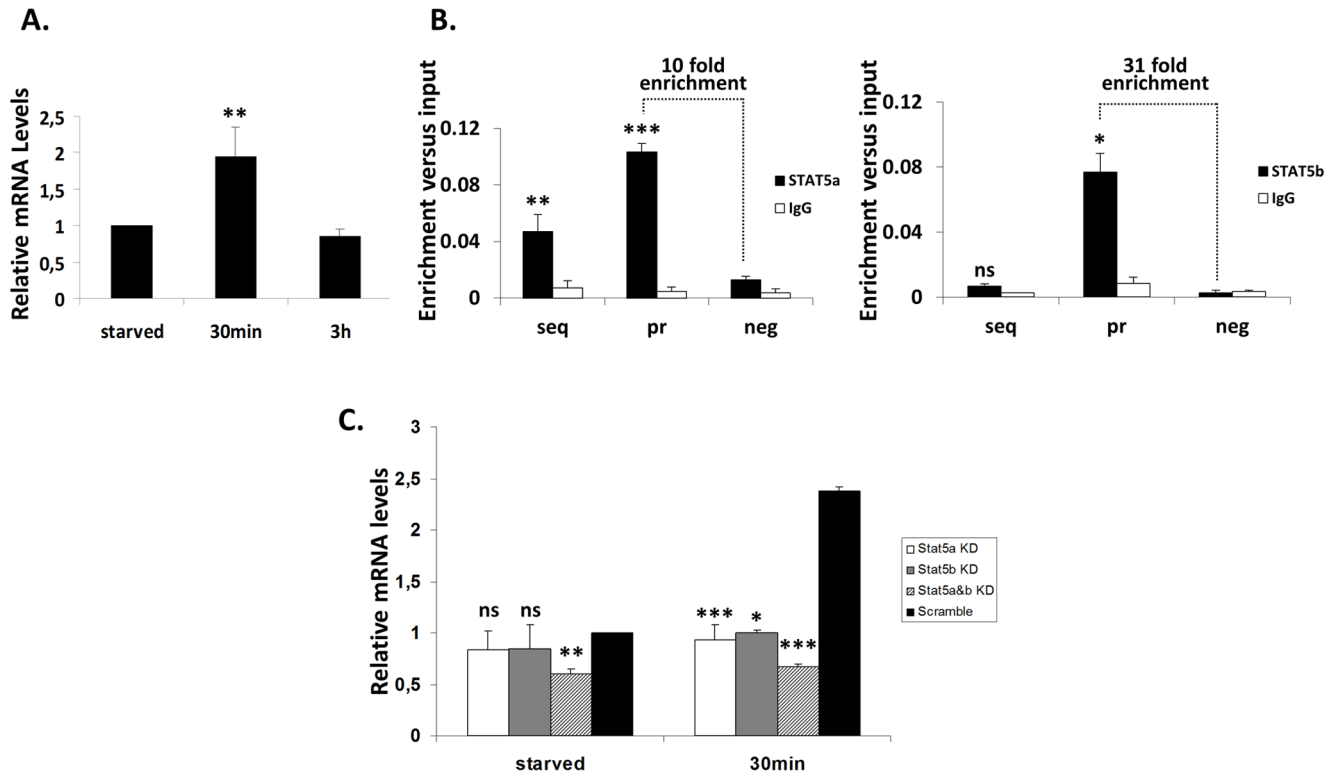 A.
Relative mRNA Levels
2,5
2
1,5
1
0,5
0
**
starved 30min 3h
B.
Enrichment versus input
0.12
0.08
0.04
0
10 fold
enrichment
**
***
STAT5a
IgG
seq pr neg
Enrichment versus input
0.12
0.08
0.04
0
31 fold
enrichment
ns
*
STAT5b
IgG
seq pr neg
C.
Relative mRNA levels
3
2,5
2
1,5
1
0,5
0
ns ns
**
***
*
***
Stat5a KD
Stat5b KD
Stat5a&b KD
Scramble
starved 30min